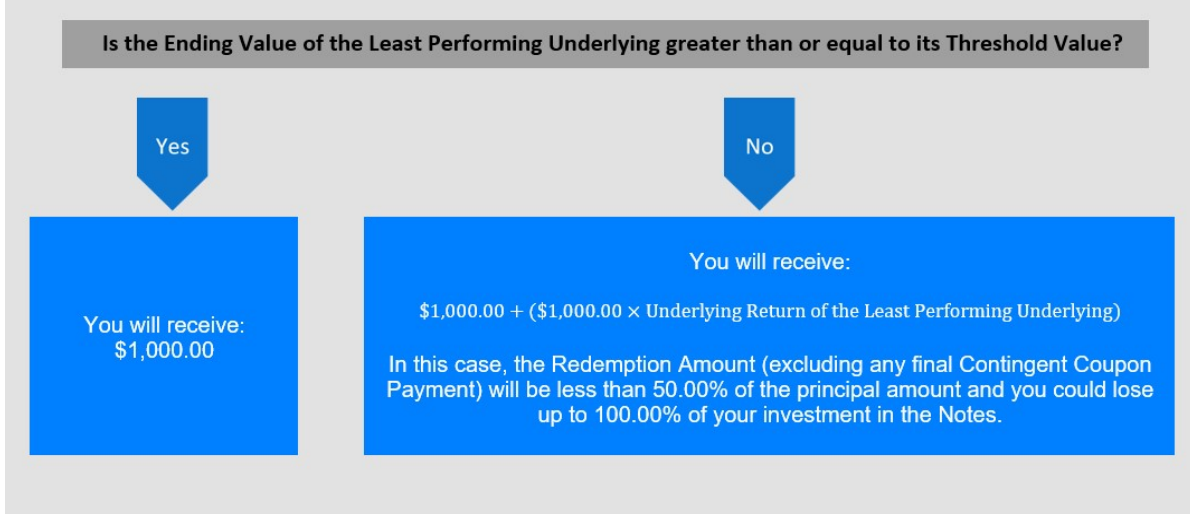 Is the Ending Value of the Least Performing Underlying greater than or equal to its Threshold Value?
Yes
No
You will receive:
$1,000.00
You will receive:
$1,000.00 + ($1,000.00 × Underlying Return of the Least Performing Underlying)
In this case, the Redemption Amount (excluding any final Contingent Coupon
Payment) will be less than 50.00% of the principal amount and you could lose
up to 100.00% of your investment in the Notes.